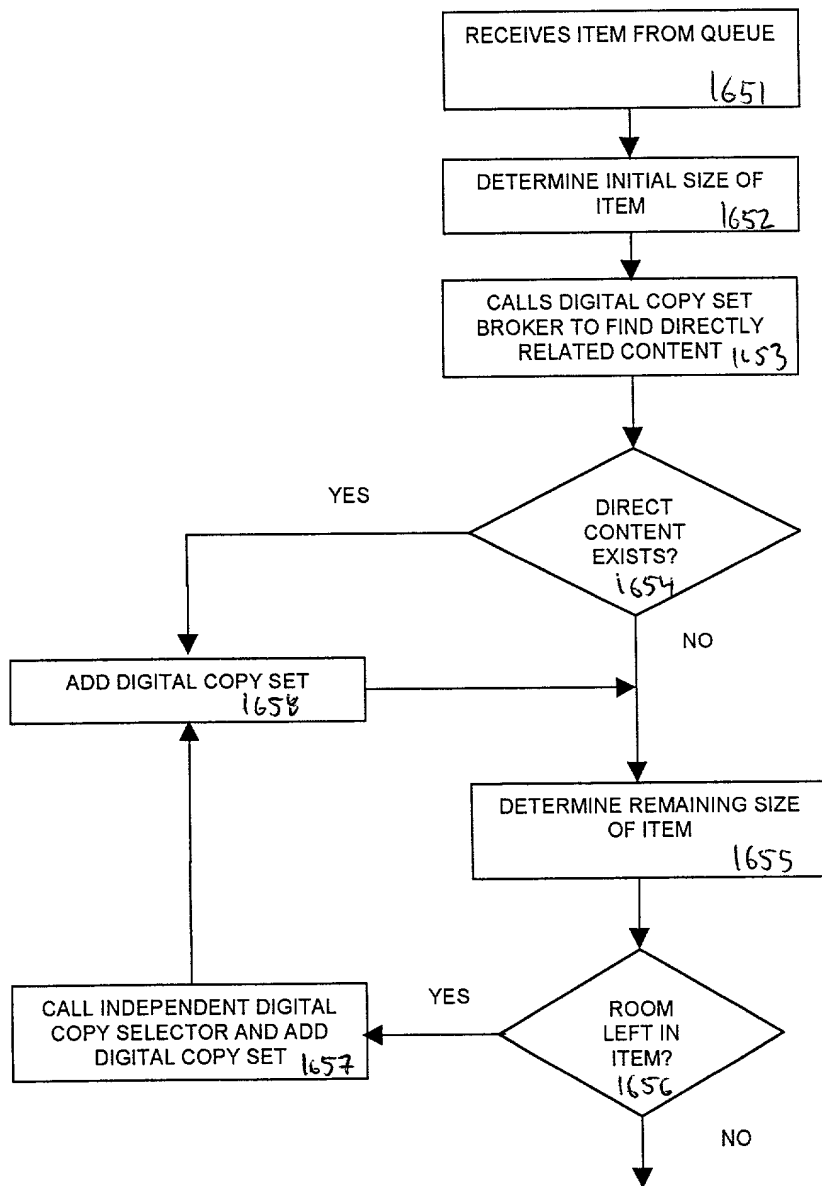 RECEIVES ITEM FROM QUEUE
1651
DETERMINE INITIAL SIZE OF
ITEM 1652
CALLS DIGITAL COPY SET
BROKER TO FIND DIRECTLY
RELATED CONTENT 1653
YES
DIRECT
CONTENT
EXISTS?
1654
NO
ADD DIGITAL COPY SET
1658
DETERMINE REMAINING SIZE
OF ITEM
1655
CALL INDEPENDENT DIGITAL
COPY SELECTOR AND ADD
DIGITAL COPY SET 1657
YES
ROOM
LEFT IN
ITEM?
1656
NO